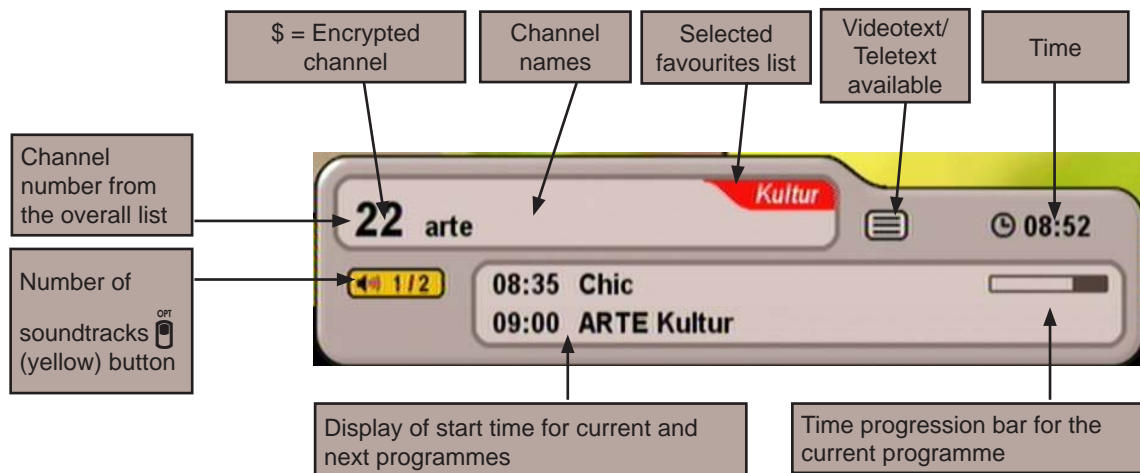 $ = Encrypted
channel
Channel
names
Selected
favourites list
Videotext/
Teletext
available
Time
Channel
number from
the overall list
Kultur
22 arte
08:52
Number of
OPT
soundtracks
(yellow) button
1/2
08:35 Chic
09:00 ARTE Kultur
Display of start time for current and
next programmes
Time progression bar for the
current programme